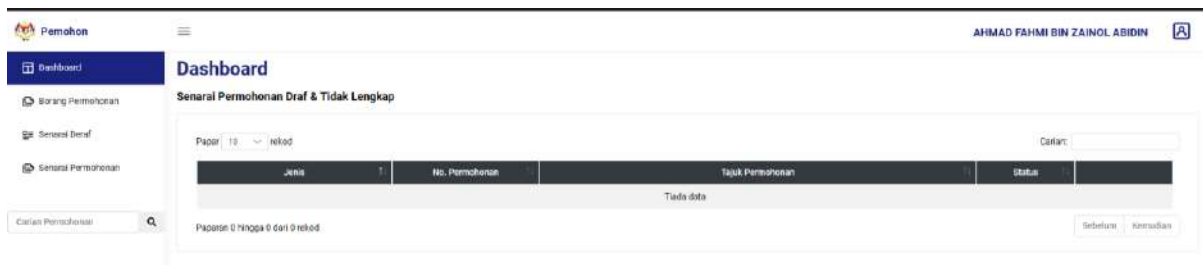 Pemohon
AHMAD FAHMI BIN ZAINOL ABIDIN
Dashboard
Borang Permohonan
Senarai Deraf
Senarai Permohonan
Carian Permohonan
Dashboard
Senarai Permohonan Draf & Tidak Lengkap
Papar 10 rekod
Carian:
Jenis No. Permohonan Tajuk Permohonan Status
Tiada data
Paparan 0 hingga 0 dari 0 rekod
Sebelum Kemudian